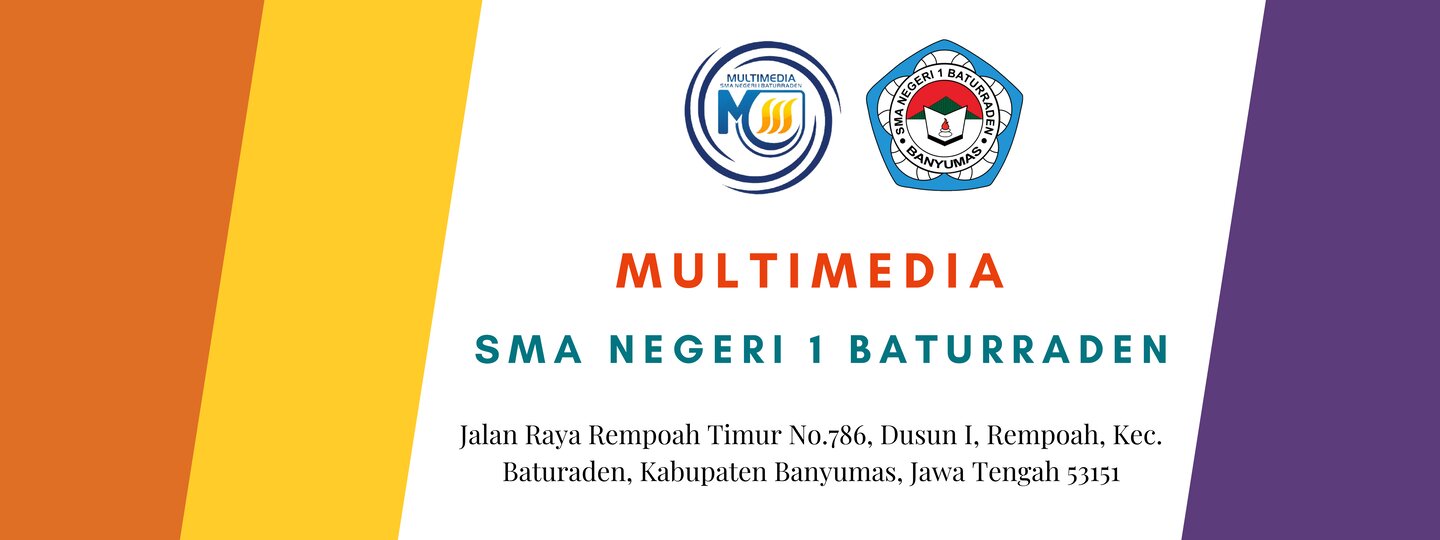 MULTIMEDIA
SMA NEGERI 1 BATURRADEN
SMA NEGERI 1 BATURRADEN
• BANYUMAS •
MULTIMEDIA
SMA NEGERI 1 BATURRADEN
Jalan Raya Rempoah Timur No.786, Dusun I, Rempoah, Kec.
Baturaden, Kabupaten Banyumas, Jawa Tengah 53151